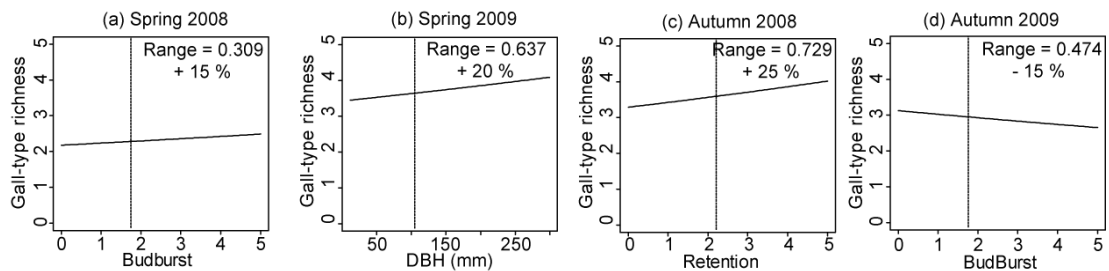 (a) Spring 2008
Range = 0.309
+ 15 %
Gall-type richness
0 1 2 3 4 5
0 1 2 3 4 5
Budburst
(b) Spring 2009
Range = 0.637
+ 20 %
Gall-type richness
0 1 2 3 4 5
50 150 250
DBH (mm)
(c) Autumn 2008
Range = 0.729
+ 25 %
Gall-type richness
0 1 2 3 4 5
0 1 2 3 4 5
Retention
(d) Autumn 2009
Range = 0.474
- 15 %
Gall-type richness
0 1 2 3 4 5
0 1 2 3 4 5
BudBurst